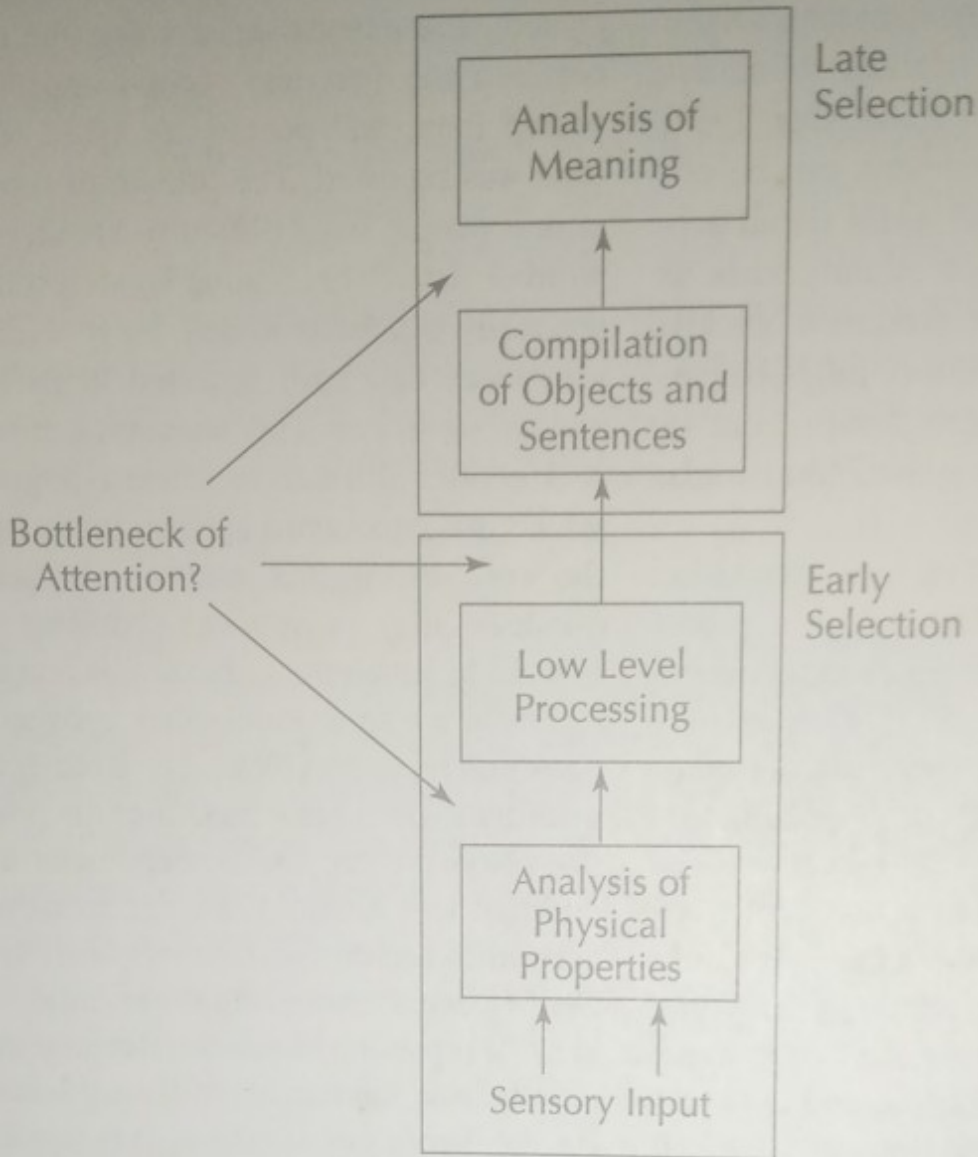 Late
Selection
Analysis of
Meaning
Compilation
of Objects and
Sentences
Bottleneck of
Attention?
Early
Selection
Low Level
Processing
Analysis of
Physical
Properties
Sensory Input